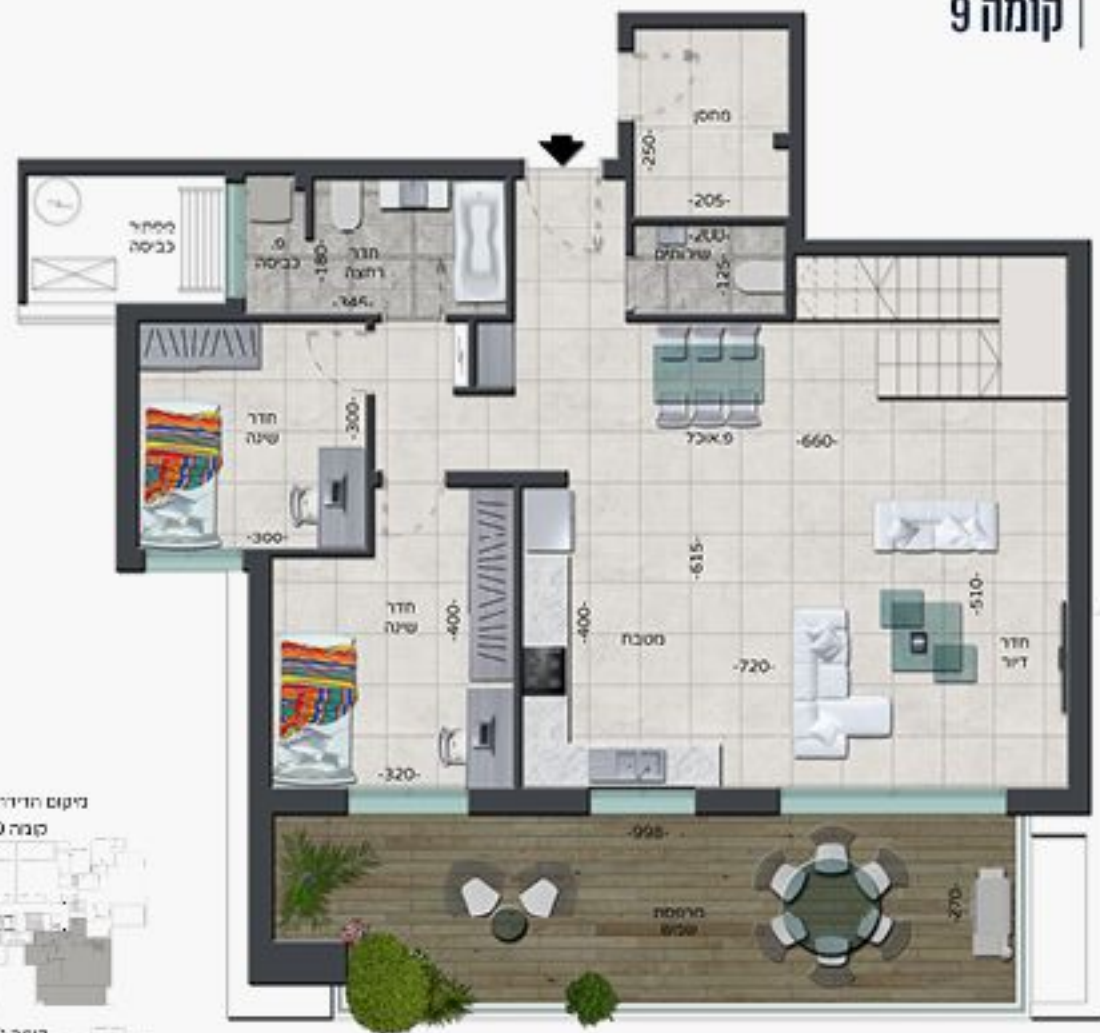 קומה 9
מחסן
-250-
-205-
-200-
שירותים
-125-
מסתור
כביסה
פ.
כביסה
-180-
חדר
רחצה
-345-
חדר
שינה
-300-
-300-
פ.אוכל
-660-
-615-
-510-
חדר
שינה
-400-
-400-
מטבח
-720-
חדר
דיור
-320-
-998-
מרפסת
שמש
-270-
מיקום הדירה
קומה